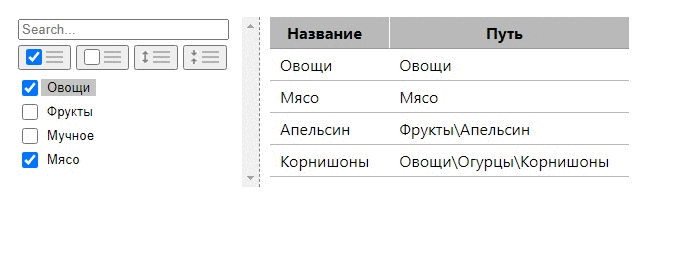 Search...
Овощи
Фрукты
Мучное
Мясо
Название Путь
Овощи Овощи
Мясо Мясо
Апельсин Фрукты\Апельсин
Корнишоны Овощи\Огурцы\Корнишоны